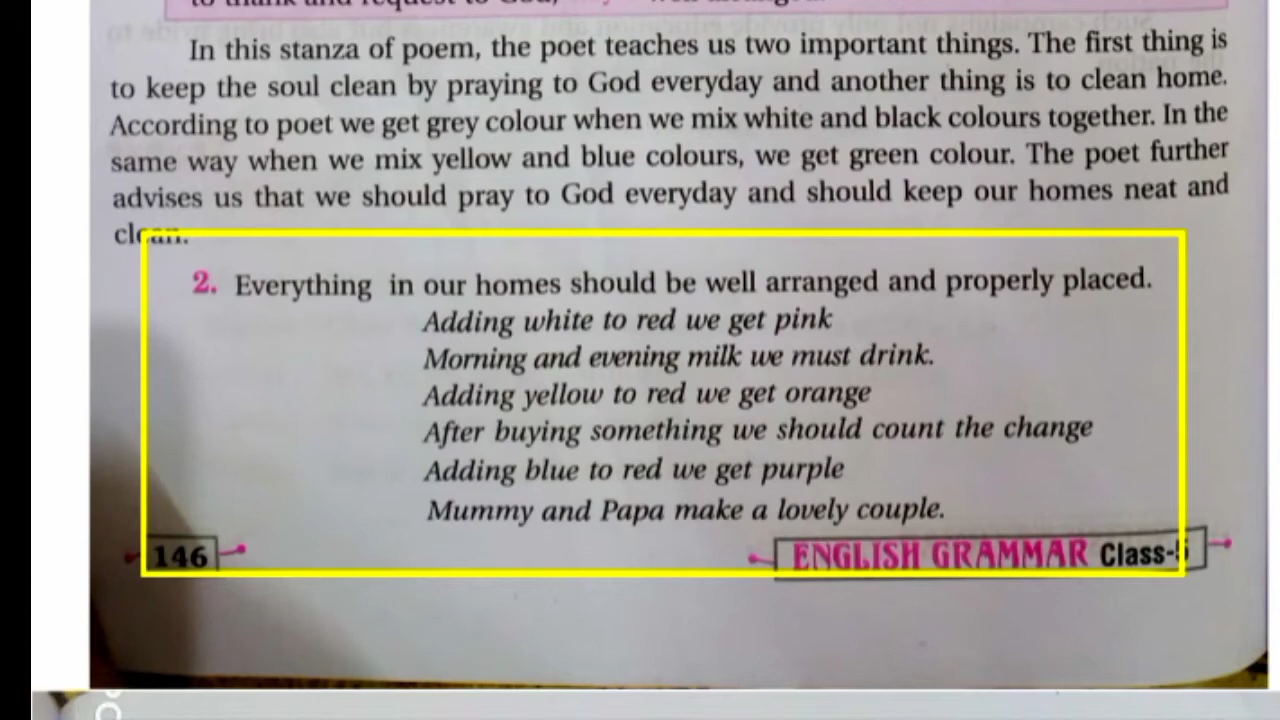 to thank and request to God,
In this stanza of poem, the poet teaches us two important things. The first thing is
to keep the soul clean by praying to God everyday and another thing is to clean home.
According to poet we get grey colour when we mix white and black colours together. In the
same way when we mix yellow and blue colours, we get green colour. The poet further
advises us that we should pray to God everyday and should keep our homes neat and
clean.
2. Everything in our homes should be well arranged and properly placed.
Adding white to red we get pink
Morning and evening milk we must drink.
Adding yellow to red we get orange
After buying something we should count the change
Adding blue to red we get purple
Mummy and Papa make a lovely couple.
146 ENGLISH GRAMMAR Class-5